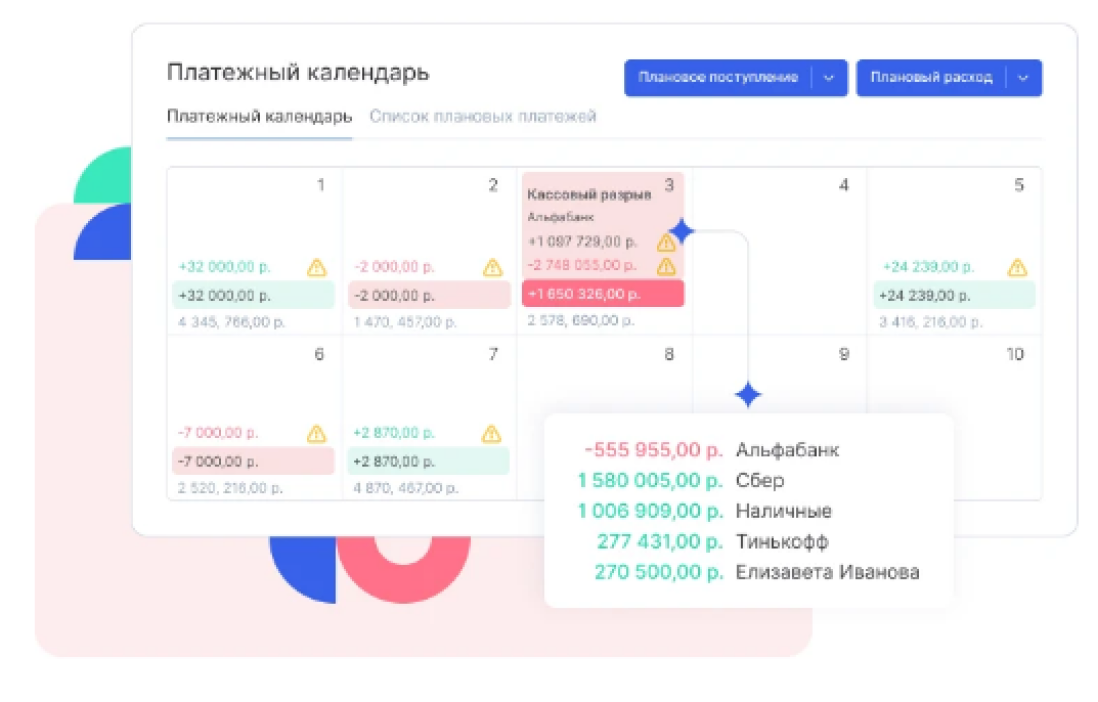 Платежный календарь
Плановое поступление
Плановый расход
Платежный календарь Список плановых платежей
1
+32 000,00 р.
+32 000,00 р.
4 345, 766,00 р.
2
-2 000,00 р.
-2 000,00 р.
1 470, 457,00 р.
3
Кассовый разрыв
Альфабанк
+1 097 729,00 р.
-2 748 055,00 р.
+1 650 326,00 р.
2 578, 690,00 р.
4
5
+24 239,00 р.
+24 239,00 р.
3 416, 216,00 р.
6
-7 000,00 р.
-7 000,00 р.
2 520, 216,00 р.
7
+2 870,00 р.
+2 870,00 р.
4 870, 467,00 р.
8
9
10
-555 955,00 р. Альфабанк
1 580 005,00 р. Сбер
1 006 909,00 р. Наличные
277 431,00 р. Тинькофф
270 500,00 р. Елизавета Иванова